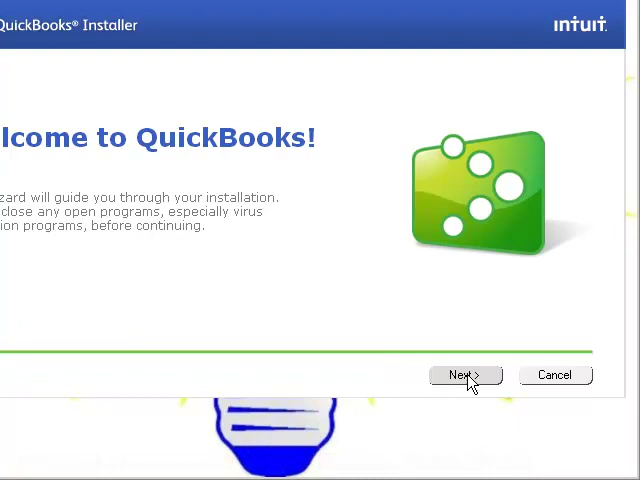 QuickBooks® Installer
intuit.
lcome to QuickBooks!
zard will guide you through your installation.
close any open programs, especially virus
ion programs, before continuing.
Next >
Cancel